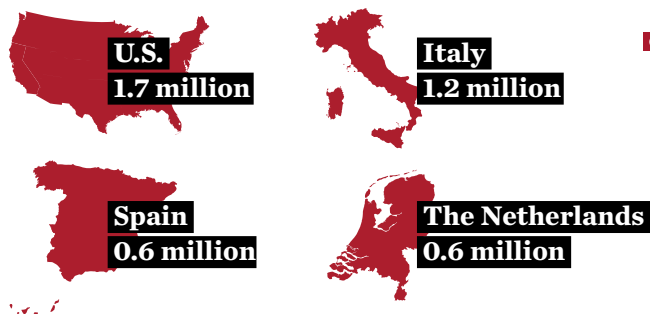 U.S.
1.7 million
Italy
1.2 million
Spain
0.6 million
The Netherlands
0.6 million